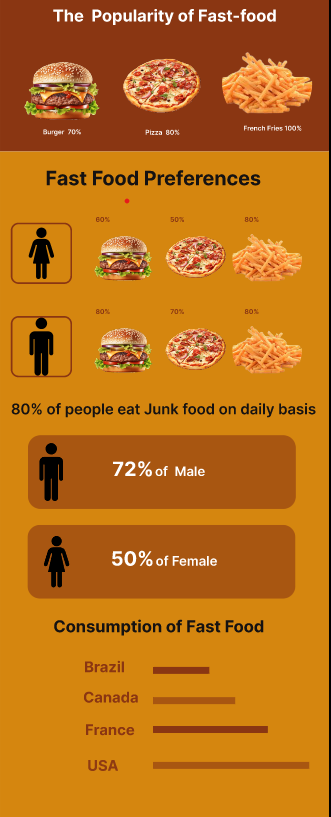 The Popularity of Fast-food
Burger 70%
Pizza 80%
French Fries 100%
Fast Food Preferences
60% 50% 80%
80% 70% 80%
80% of people eat Junk food on daily basis
72% of Male
50% of Female
Consumption of Fast Food
Brazil
Canada
France
USA